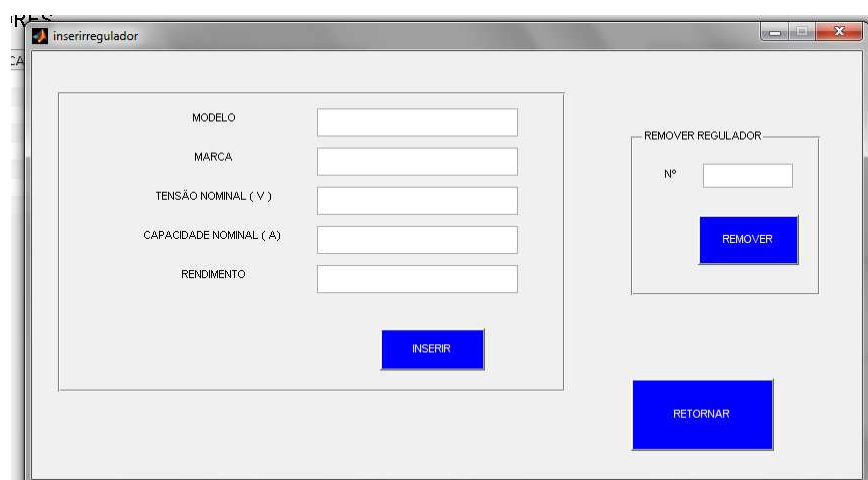 inserirregulador
MODELO
MARCA
TENSÃO NOMINAL ( V )
CAPACIDADE NOMINAL ( A)
RENDIMENTO
INSERIR
REMOVER REGULADOR
Nº
REMOVER
RETORNAR